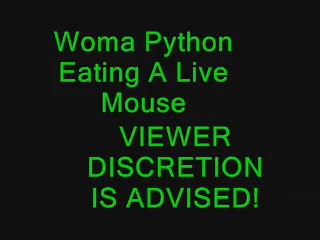 Woma Python
Eating A Live
Mouse
VIEWER
DISCRETION
IS ADVISED!